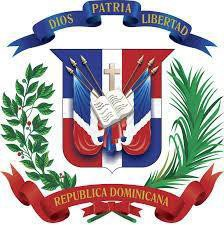 DIOS PATRIA LIBERTAD
REPUBLICA DOMINICANA